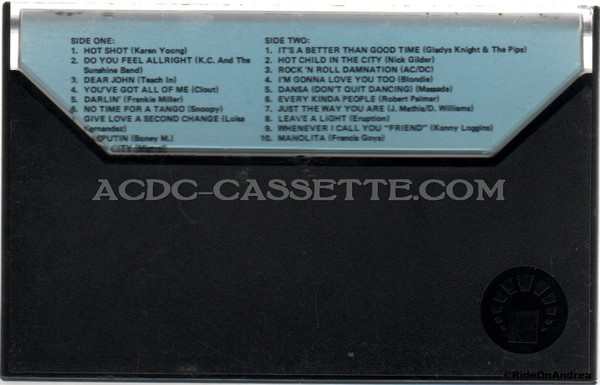 SIDE ONE:
1. HOT SHOT (Karen Yoong)
2. DO YOU FEEL ALLRIGHT (K.C. And The
Sunshine Band)
3. DEAR JOHN (Teach In)
4. YOU'VE GOT ALL OF ME (Clout)
5. DARLIN' (Frankie Miller)
6. NO TIME FOR A TANGO (Snoopy)
GIVE LOVE A SECOND CHANGE (Luisa
Fernandez)
SPUTIN (Boney M.)
CITY
SIDE TWO:
1. IT'S A BETTER THAN GOOD TIME (Gladys Knight & The Pips)
2. HOT CHILD IN THE CITY (Nick Gilder)
3. ROCK'N ROLL DAMNATION (AC/DC)
4. I'M GONNA LOVE YOU TOO (Blondie)
5. DANSA (DON'T QUIT DANCING) (Massada)
6. EVERY KINDA PEOPLE (Robert Palmer)
7. JUST THE WAY YOU ARE (J. Mathis/D. Williams)
8. LEAVE A LIGHT (Eruption)
9. WHENEVER I CALL YOU "FRIEND" (Kenny Loggins)
10. MANOLITA (Francis Goya)
ACDC-CASSETTE.COM
©RideOnAndrea